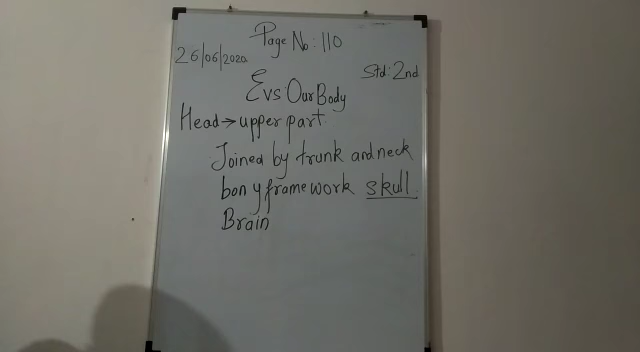 Page No: 110
26/06/2020
Std: 2nd
Evs Our Body
Head → upper part
Joined by trunk and neck
bony framework skull.
Brain